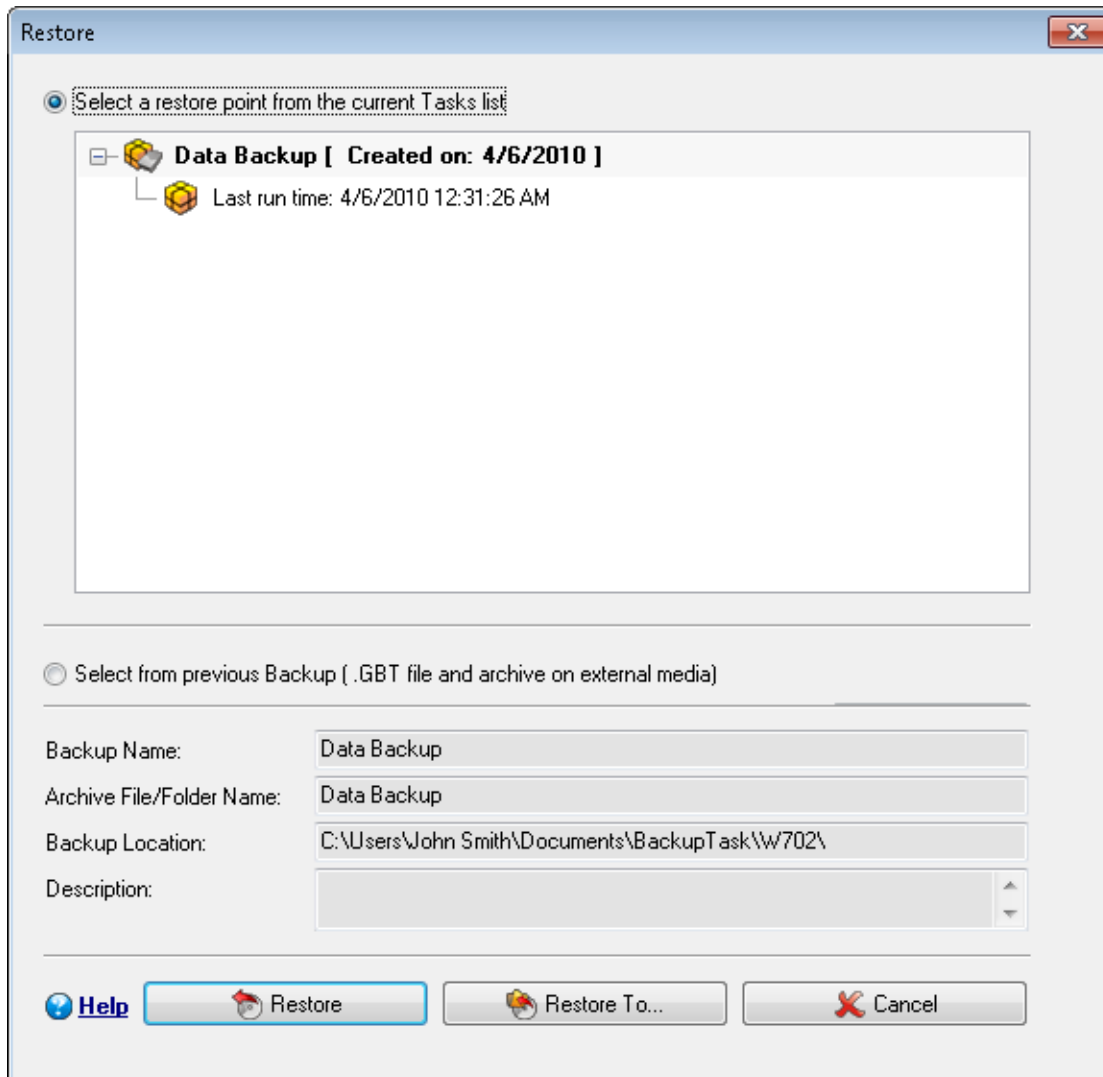 Restore
Select a restore point from the current Tasks list
Data Backup [ Created on: 4/6/2010 ]
Last run time: 4/6/2010 12:31:26 AM
Select from previous Backup ( .GBT file and archive on external media)
Backup Name: Data Backup
Archive File/Folder Name: Data Backup
Backup Location: C:\Users\John Smith\Documents\BackupTask\W702\
Description:
Help Restore Restore To... Cancel